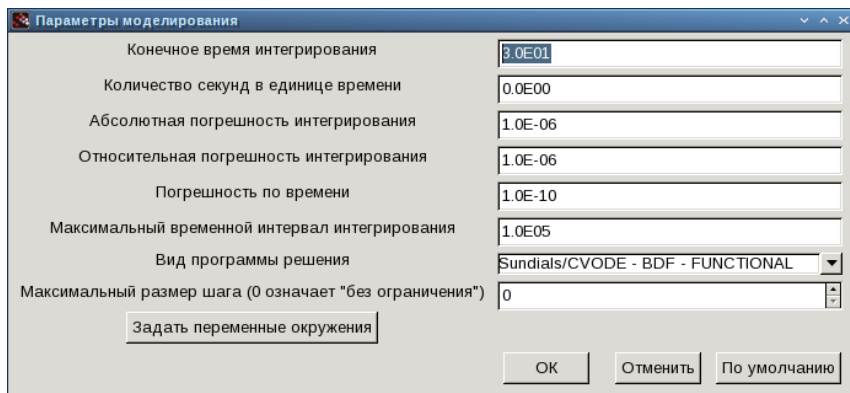 Параметры моделирования
Конечное время интегрирования 3.0E01
Количество секунд в единице времени 0.0E00
Абсолютная погрешность интегрирования 1.0E-06
Относительная погрешность интегрирования 1.0E-06
Погрешность по времени 1.0E-10
Максимальный временной интервал интегрирования 1.0E05
Вид программы решения Sundials/CVODE - BDF - FUNCTIONAL
Максимальный размер шага (0 означает "без ограничения") 0
Задать переменные окружения
ОК Отменить По умолчанию